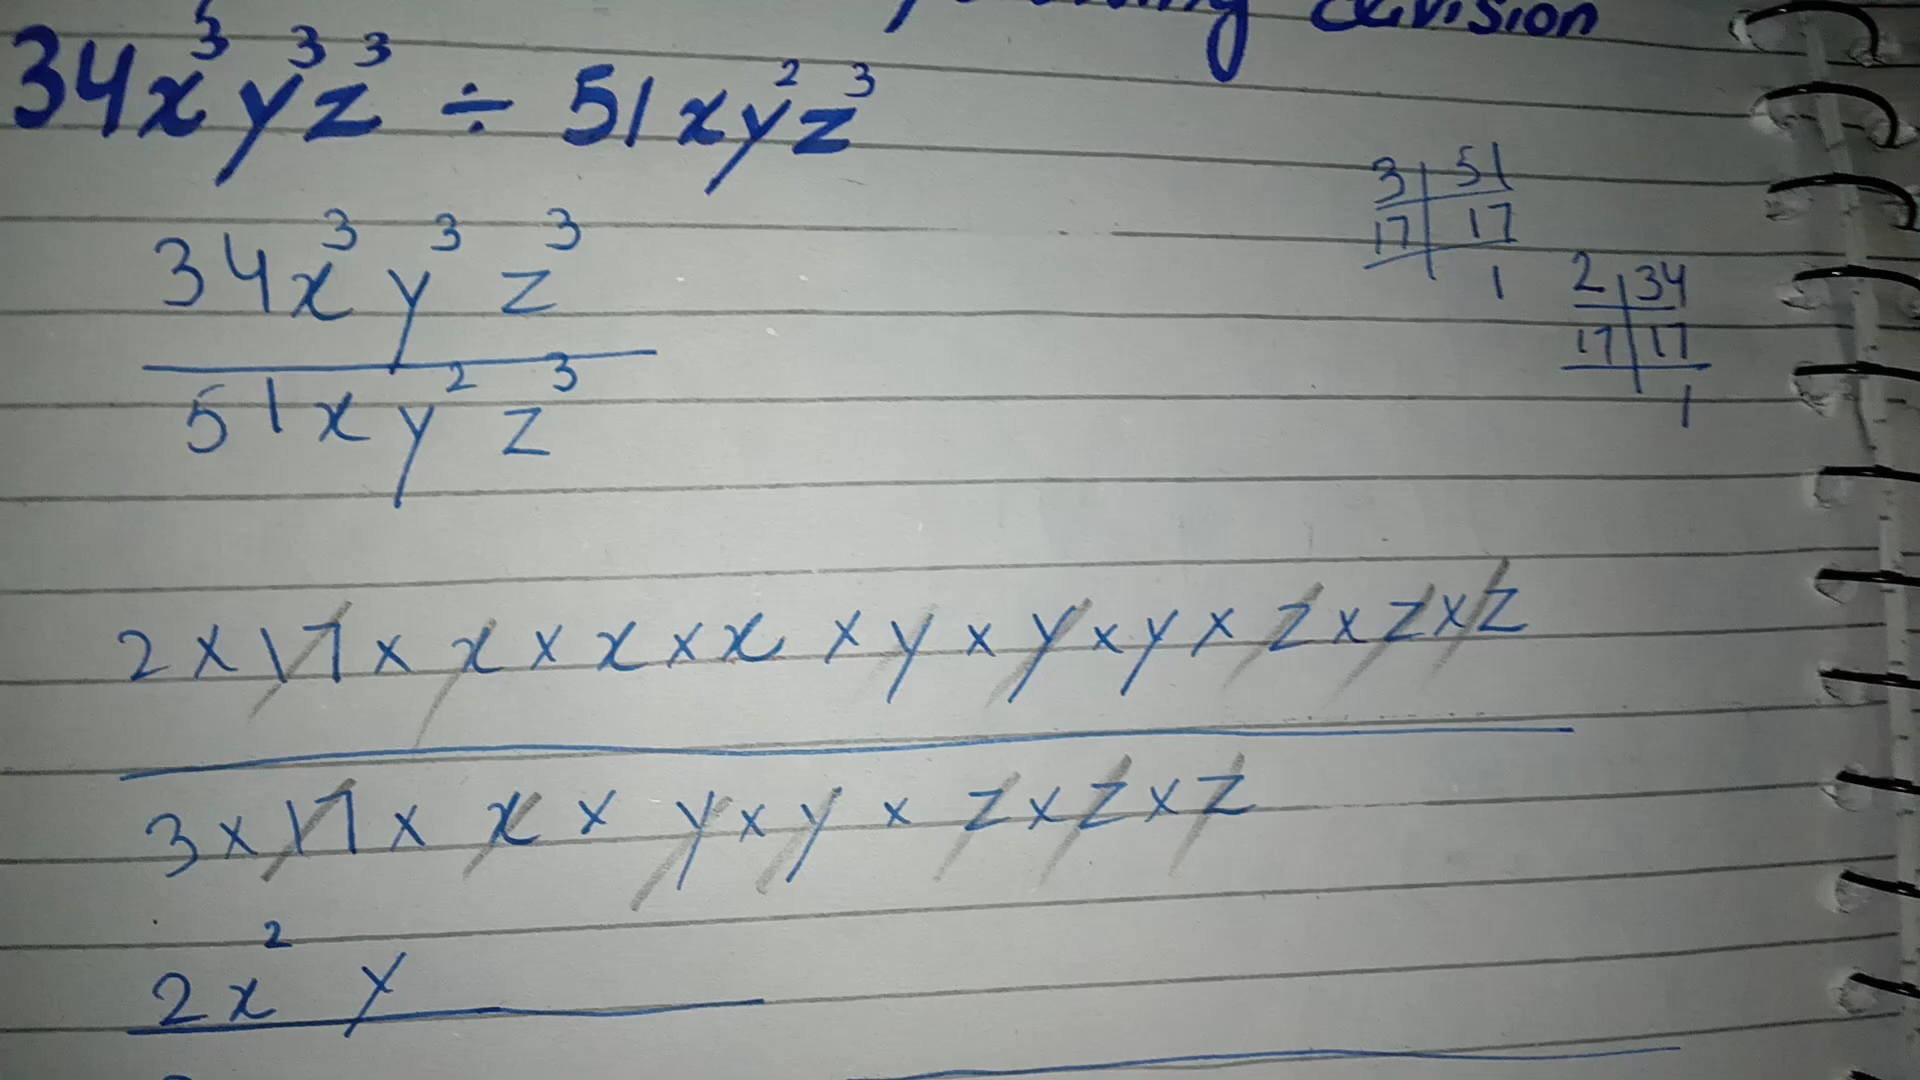 division
34x³y³z³ ÷ 51xy²z³
34x³y³z³
51xy²z³
3 | 51
17 | 17
1
2 | 34
17 | 17
1
2 × 17 × x × x × x × y × y × y × z × z × z
3 × 17 × x × y × y × z × z × z
2x² y